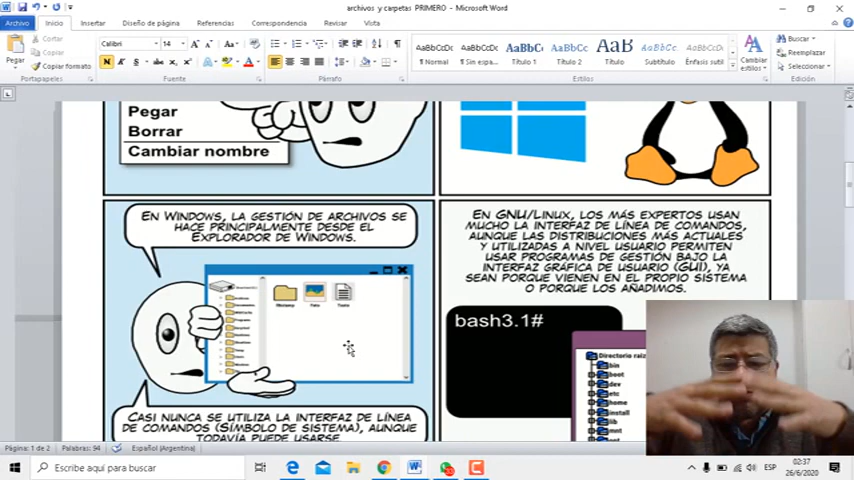 archivos y carpetas PRIMERO - Microsoft Word
Archivo Inicio Insertar Diseño de página Referencias Correspondencia Revisar Vista
Cortar
Copiar
Copiar formato
Pegar
Portapapeles
Calibri 14
Fuente
Párrafo
AaBbCcDc AaBbCcDc AaBbCc AaBbCc AaB AaBbCc AaBbCcDc
¶ Normal ¶ Sin espa... Título 1 Título 2 Título Subtítulo Énfasis sutil
Cambiar estilos
Estilos
Buscar
Reemplazar
Seleccionar
Edición
Pegar
Borrar
Cambiar nombre
En Windows, la gestión de archivos se
hace principalmente desde el
Explorador de Windows.
Casi nunca se utiliza la interfaz de línea
de comandos (Símbolo de sistema), aunque
todavía puede usarse
En GNU/Linux, los más expertos usan
mucho la interfaz de línea de comandos,
aunque las distribuciones más actuales
y utilizadas a nivel usuario permiten
usar programas de gestión bajo la
interfaz gráfica de usuario (GUI), ya
sean porque vienen en el propio sistema
o porque los añadimos.
bash3.1#
Directorio raiz
bin
boot
dev
etc
home
install
lib
mnt
Página: 1 de 2 Palabras: 94 Español (Argentina)
Escribe aquí para buscar
ESP
02:37
26/6/2020